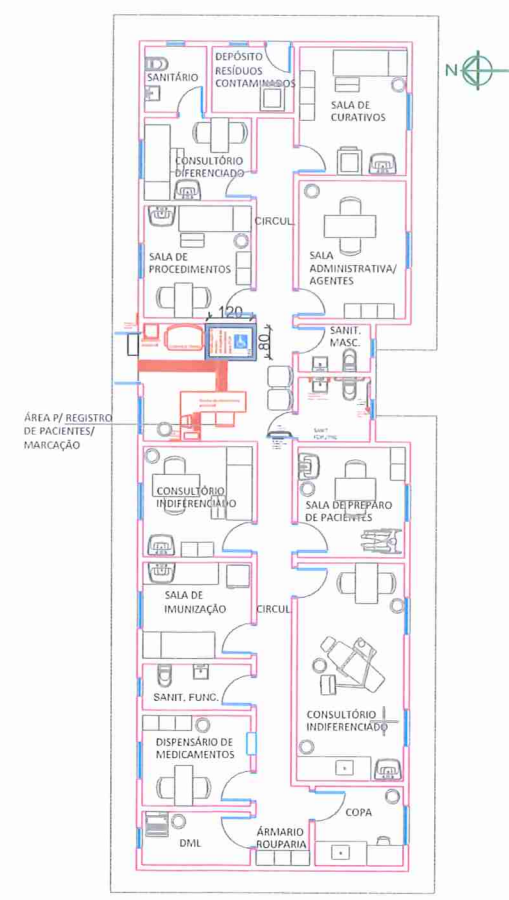 DEPÓSITO
RESÍDUOS
CONTAMINADOS
SANITÁRIO
N
SALA DE
CURATIVOS
CONSULTÓRIO
DIFERENCIADO
CIRCUL.
SALA DE
PROCEDIMENTOS
SALA
ADMINISTRATIVA/
AGENTES
120
80
SANIT.
MASC.
ÁREA P/ REGISTRO
DE PACIENTES/
MARCAÇÃO
SANIT.
CONSULTÓRIO
INDIFERENCIADO
SALA DE PREPARO
DE PACIENTES
SALA DE
IMUNIZAÇÃO
CIRCUL.
SANIT. FUNC.
CONSULTÓRIO
INDIFERENCIADO
DISPENSÁRIO DE
MEDICAMENTOS
COPA
ÁRMARIO
ROUPARIA
DML